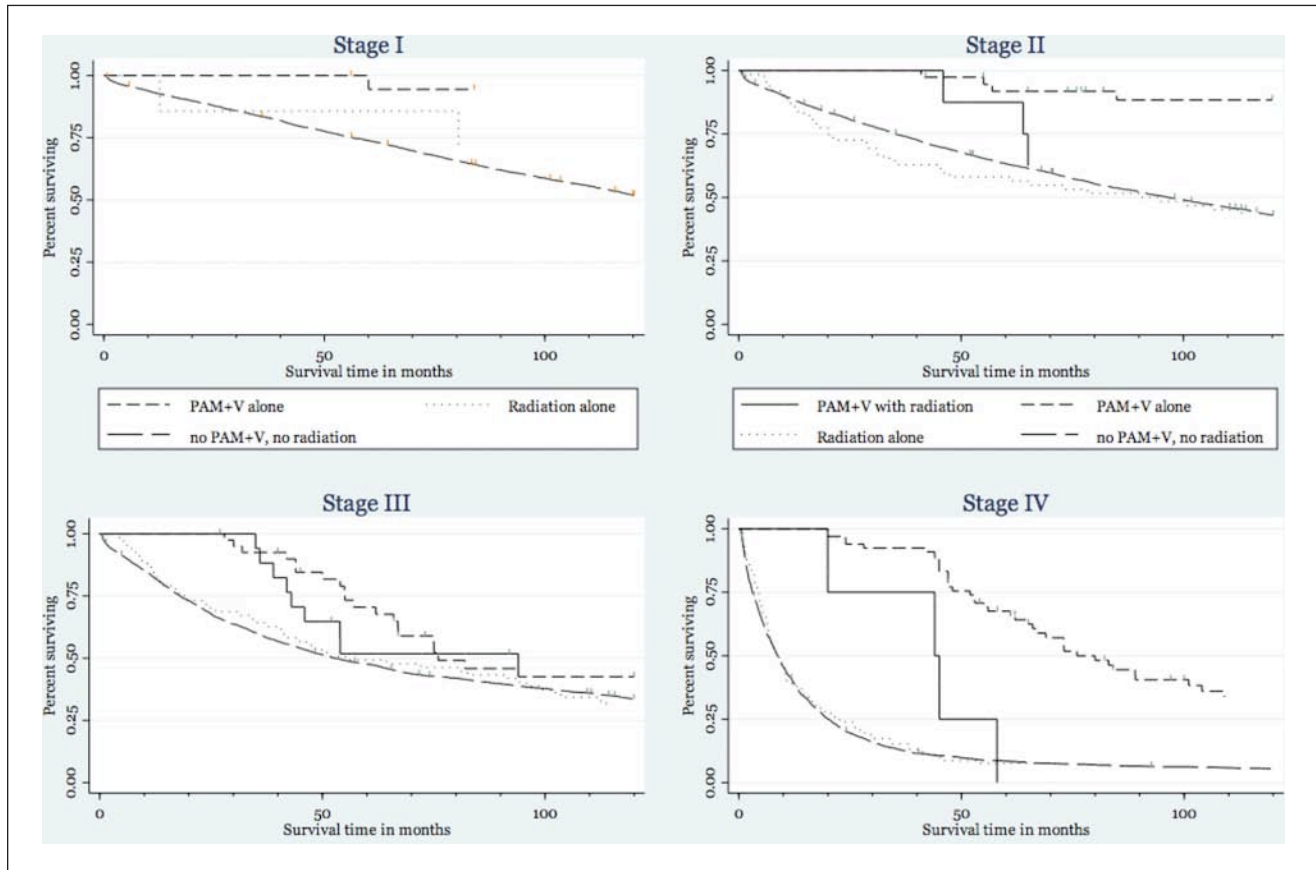 Stage I
Percent surviving
1.00
0.75
0.50
0.25
0.00
0
50
100
Survival time in months
PAM+V alone
Radiation alone
no PAM+V, no radiation
Stage II
Percent surviving
1.00
0.75
0.50
0.25
0.00
0
50
100
Survival time in months
PAM+V with radiation
PAM+V alone
Radiation alone
no PAM+V, no radiation
Stage III
Percent surviving
1.00
0.75
0.50
0.25
0.00
0
50
100
Survival time in months
Stage IV
Percent surviving
1.00
0.75
0.50
0.25
0.00
0
50
100
Survival time in months